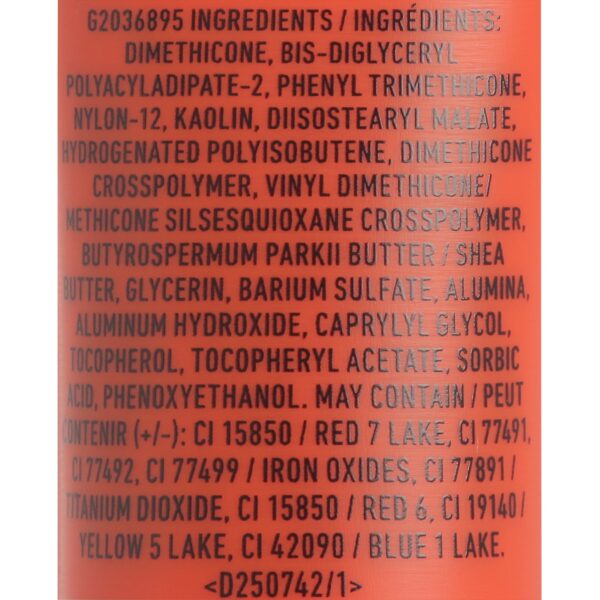 G2036895 INGREDIENTS / INGRÉDIENTS:
DIMETHICONE, BIS-DIGLYCERYL
POLYACYLADIPATE-2, PHENYL TRIMETHICONE,
NYLON-12, KAOLIN, DIISOSTEARYL MALATE,
HYDROGENATED POLYISOBUTENE, DIMETHICONE
CROSSPOLYMER, VINYL DIMETHICONE/
METHICONE SILSESQUIOXANE CROSSPOLYMER,
BUTYROSPERMUM PARKII BUTTER / SHEA
BUTTER, GLYCERIN, BARIUM SULFATE, ALUMINA,
ALUMINUM HYDROXIDE, CAPRYLYL GLYCOL,
TOCOPHEROL, TOCOPHERYL ACETATE, SORBIC
ACID, PHENOXYETHANOL. MAY CONTAIN / PEUT
CONTENIR (+/-): CI 15850 / RED 7 LAKE, CI 77491,
CI 77492, CI 77499 / IRON OXIDES, CI 77891 /
TITANIUM DIOXIDE, CI 15850 / RED 6, CI 19140 /
YELLOW 5 LAKE, CI 42090 / BLUE 1 LAKE.
<D250742/1>